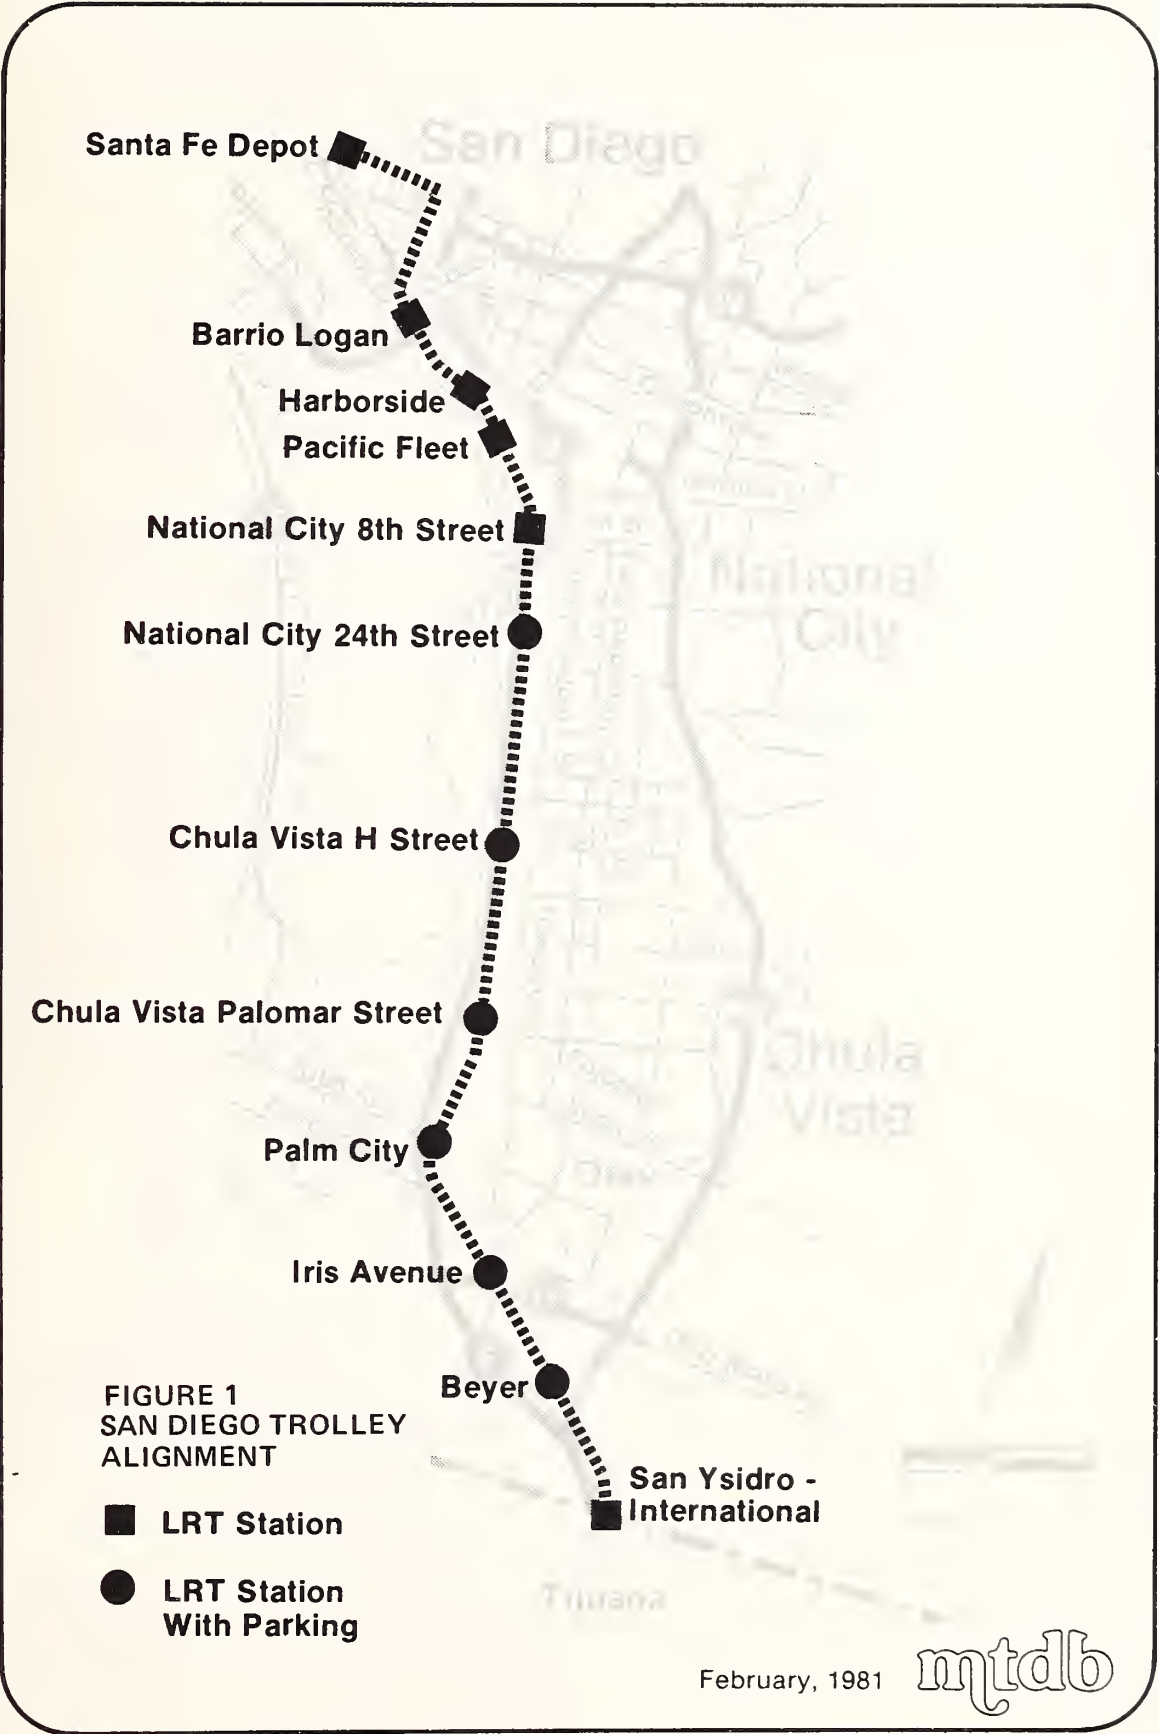 San Diego
Santa Fe Depot
Barrio Logan
Harborside
Pacific Fleet
National City 8th Street
National
City
National City 24th Street
Chula Vista H Street
Chula Vista Palomar Street
Chula
Vista
Palm City
Otay
Iris Avenue
Beyer
FIGURE 1
SAN DIEGO TROLLEY
ALIGNMENT
San Ysidro -
International
LRT Station
LRT Station
With Parking
Tijuana
February, 1981
mtdb